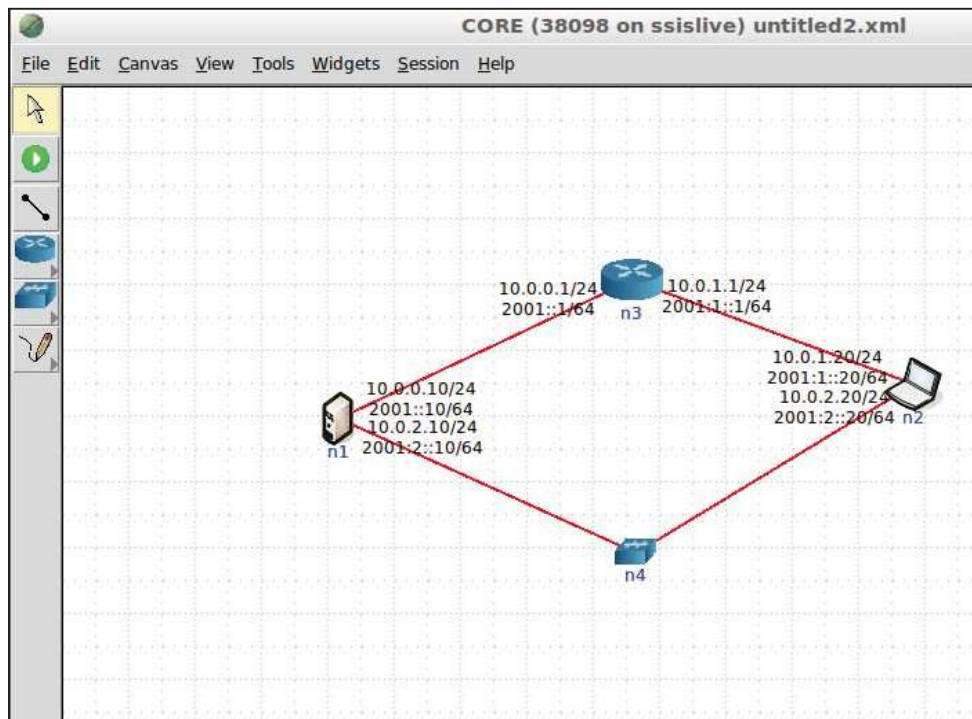 CORE (38098 on ssislive) untitled2.xml
File Edit Canvas View Tools Widgets Session Help
10.0.0.1/24
2001::1/64
10.0.1.1/24
2001:1::1/64
n3
10.0.1.20/24
2001:1::20/64
10.0.2.20/24
2001:2::20/64
n2
10.0.0.10/24
2001::10/64
10.0.2.10/24
2001:2::10/64
n1
n4